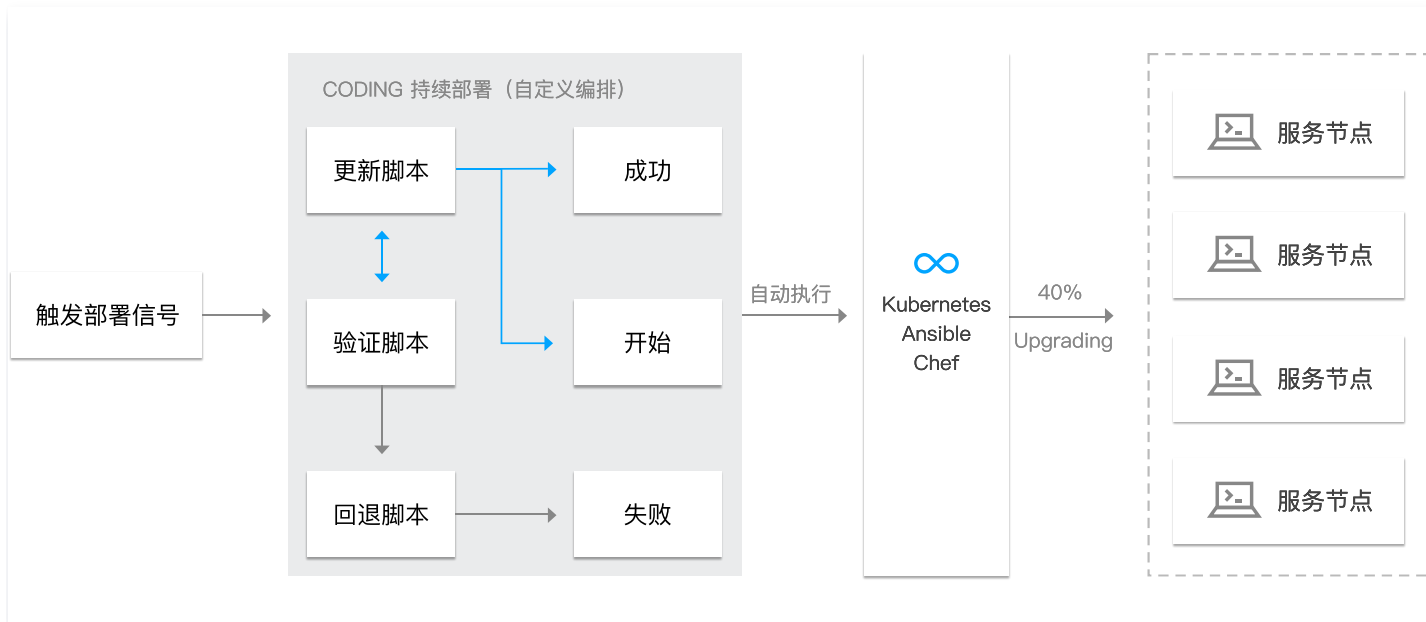 CODING 持续部署（自定义编排）
更新脚本
成功
触发部署信号
验证脚本
开始
回退脚本
失败
自动执行
Kubernetes
Ansible
Chef
40%
Upgrading
服务节点
服务节点
服务节点
服务节点